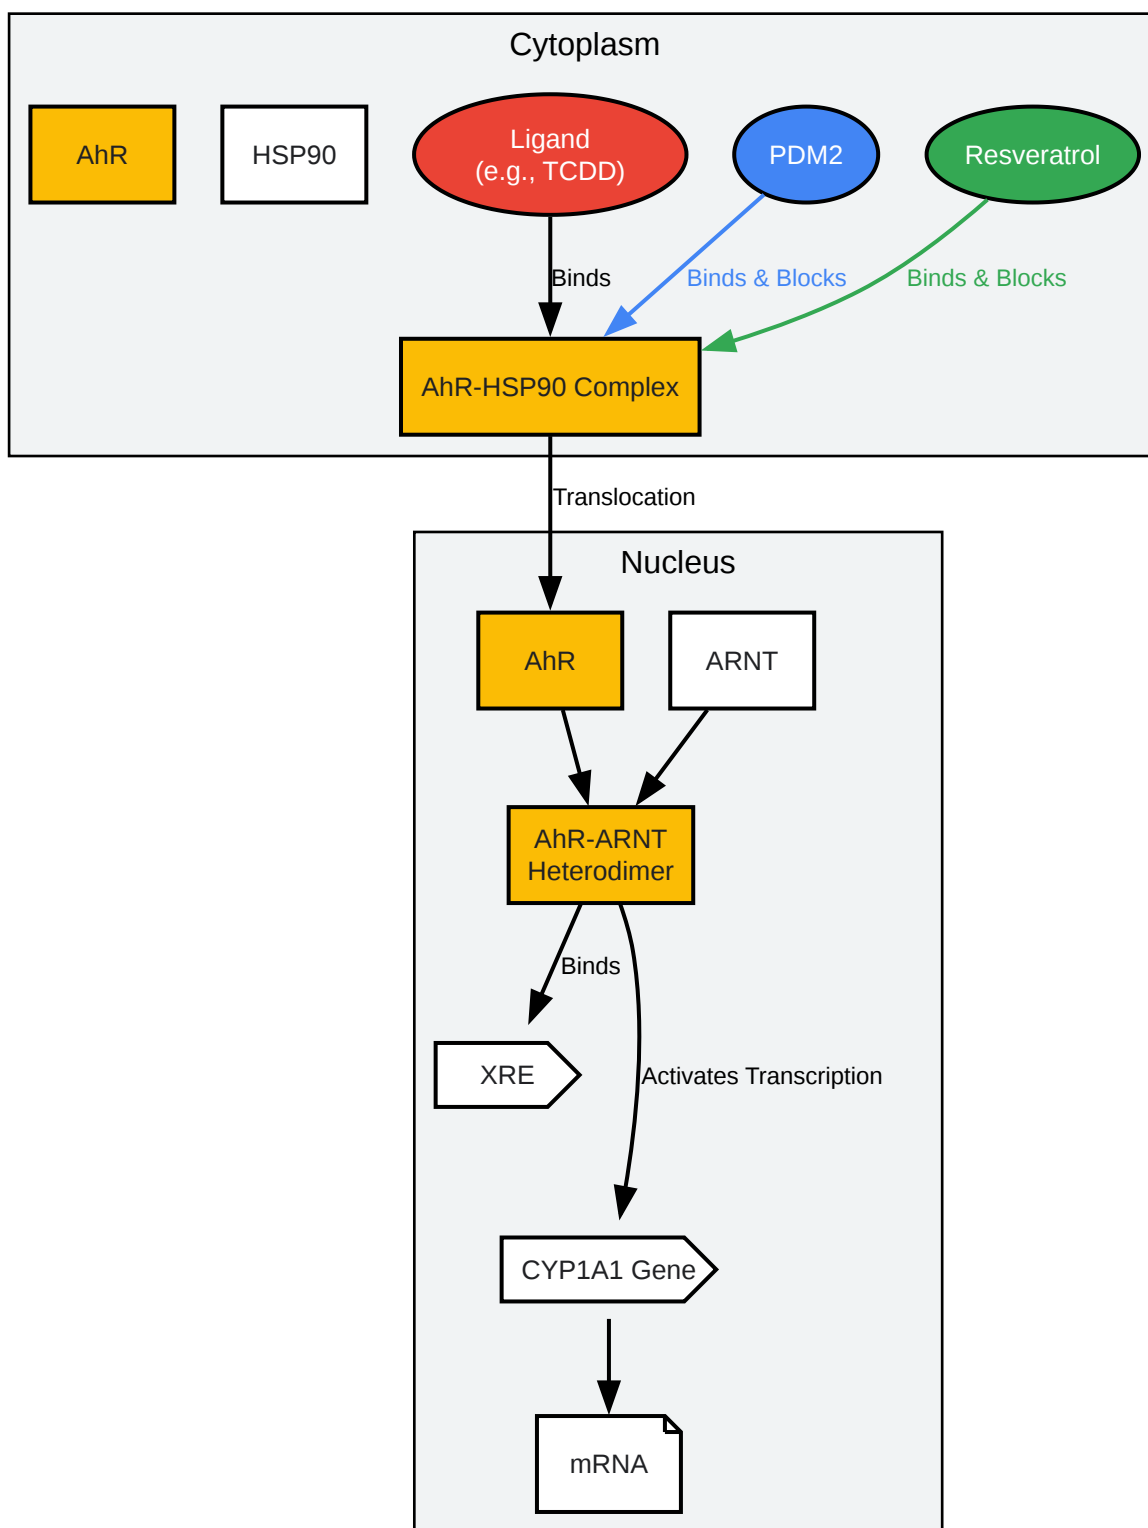 Cytoplasm
AhR
HSP90
Ligand
(e.g., TCDD)
PDM2
Resveratrol
Binds
Binds & Blocks
Binds & Blocks
AhR-HSP90 Complex
Translocation
Nucleus
AhR
ARNT
AhR-ARNT
Heterodimer
Binds
XRE
Activates Transcription
CYP1A1 Gene
mRNA